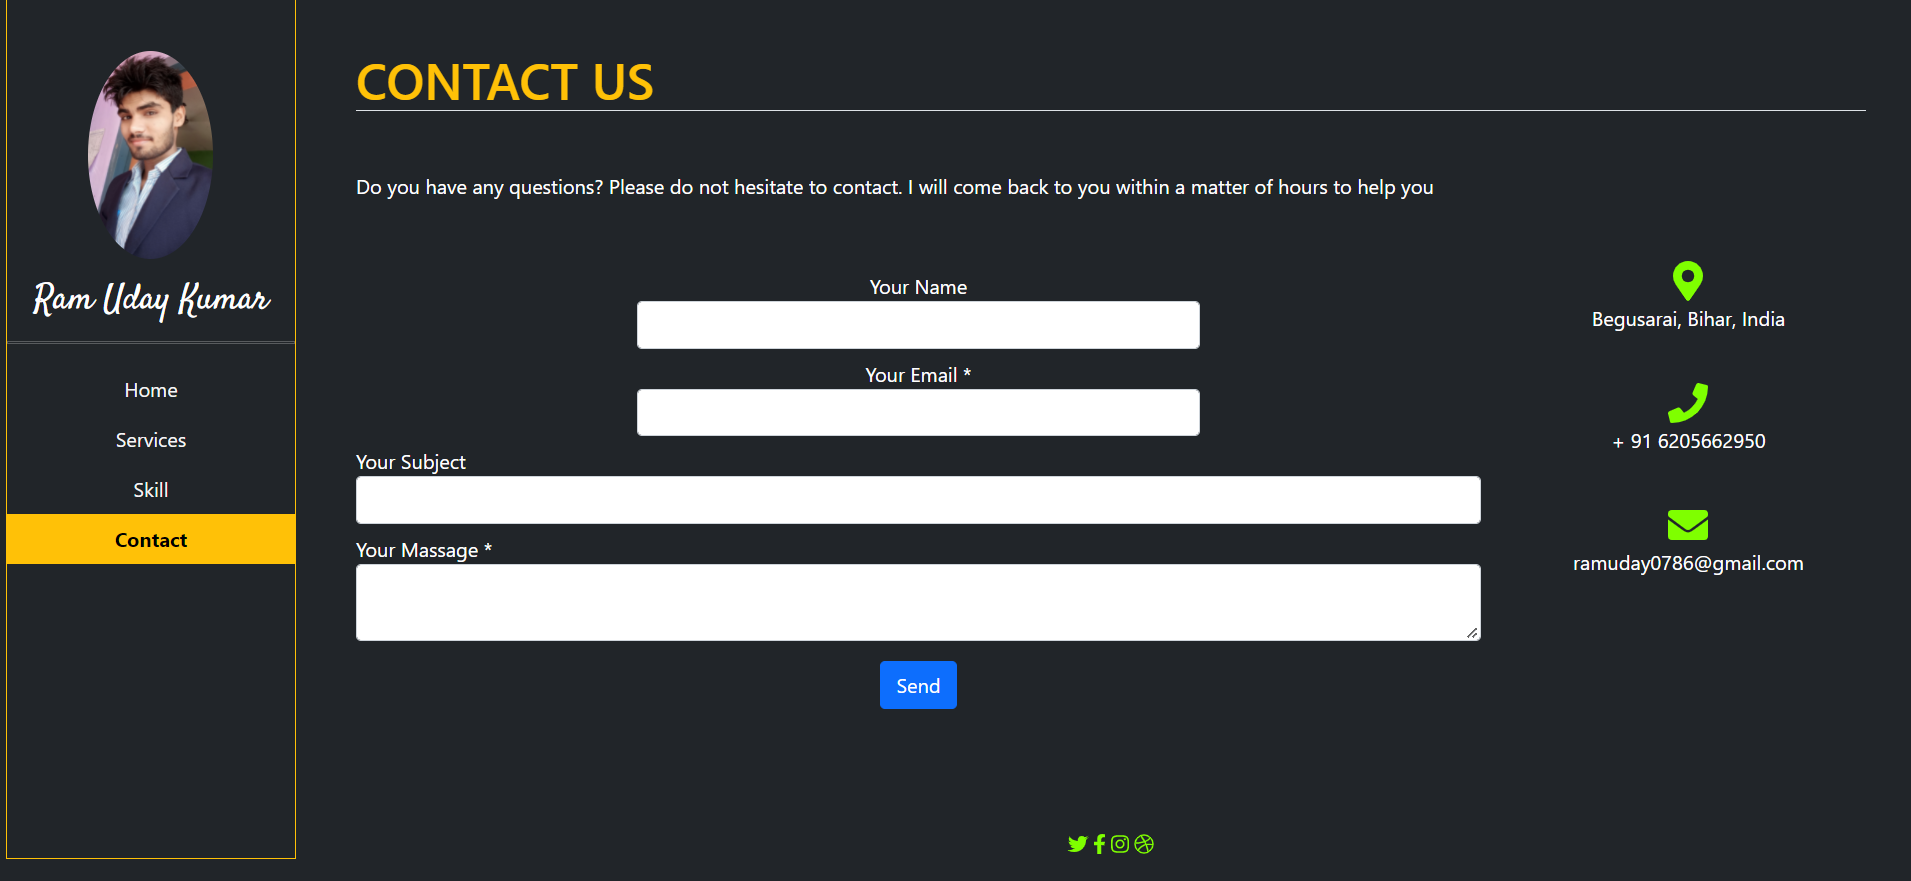 Ram Uday Kumar
Home
Services
Skill
Contact
CONTACT US
Do you have any questions? Please do not hesitate to contact. I will come back to you within a matter of hours to help you
Your Name
Your Email *
Your Subject
Your Massage *
Send
Begusarai, Bihar, India
+ 91 6205662950
ramuday0786@gmail.com